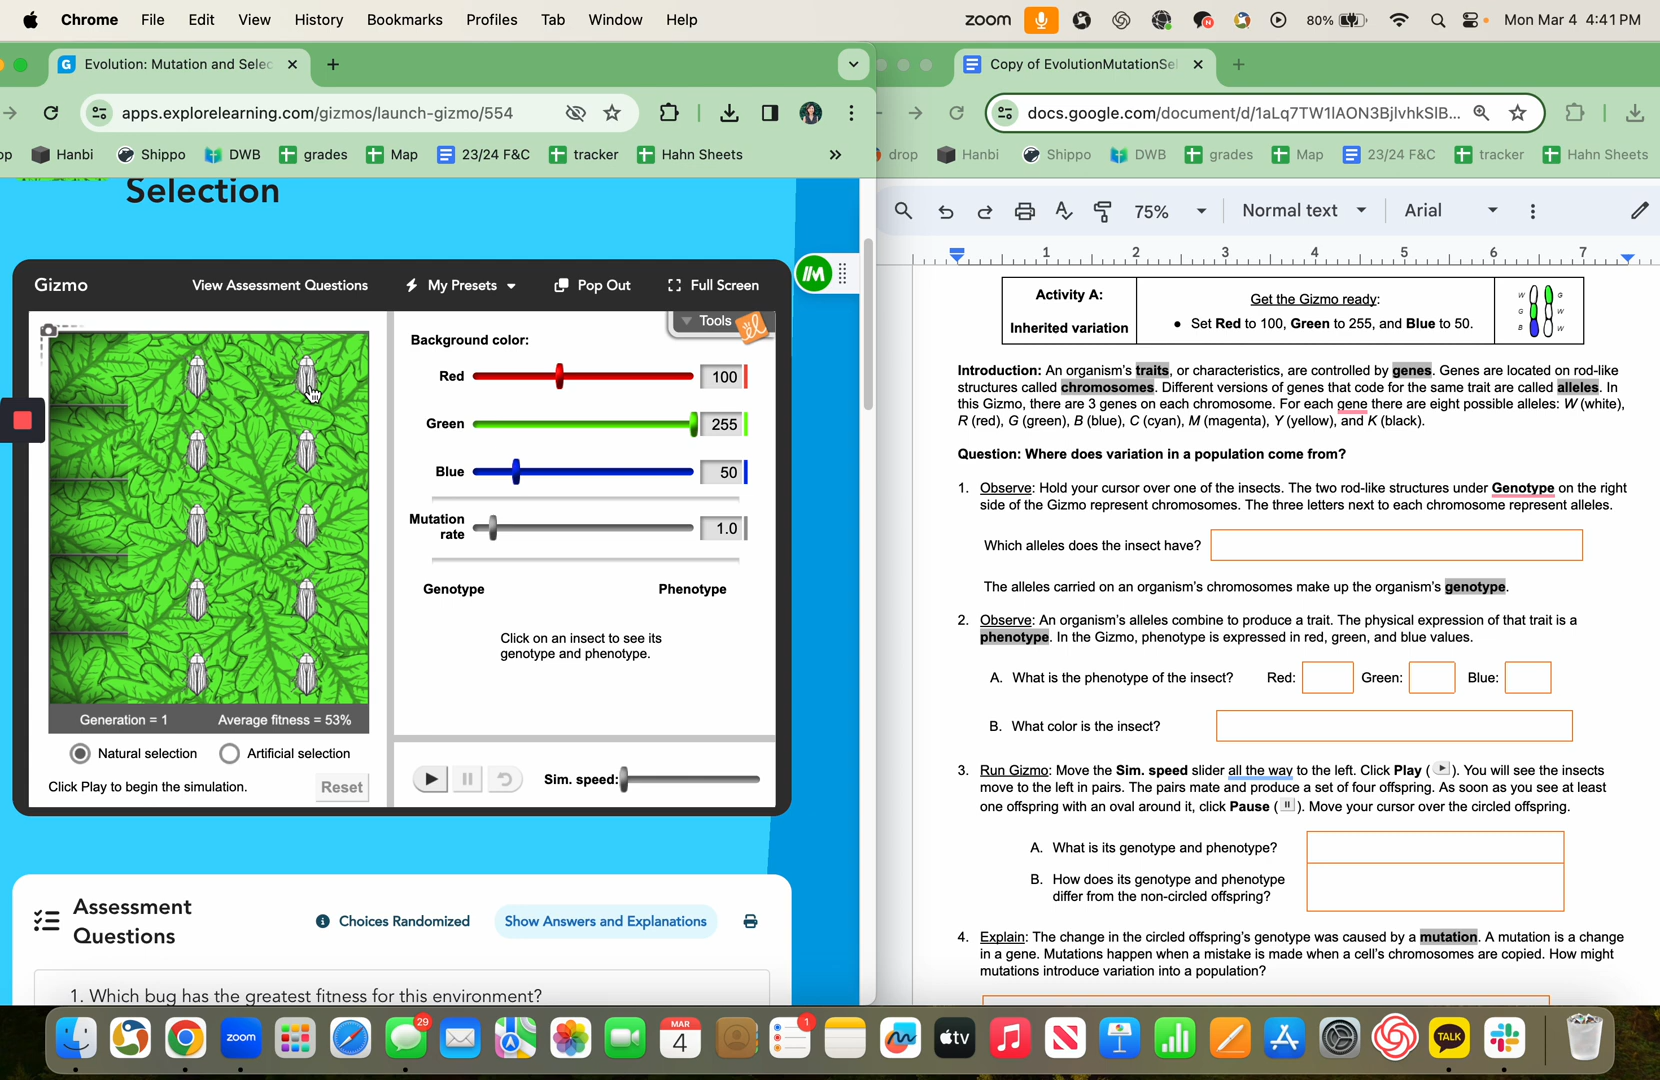 Chrome File Edit View History Bookmarks Profiles Tab Window Help zoom 80% Mon Mar 4 4:41 PM
Evolution: Mutation and Selec
apps.explorelearning.com/gizmos/launch-gizmo/554
op Hanbi Shippo DWB grades Map 23/24 F&C tracker Hahn Sheets »
Selection
Gizmo View Assessment Questions My Presets Pop Out Full Screen
Tools
Background color:
Red 100
Green 255
Blue 50
Mutation rate 1.0
Genotype Phenotype
Click on an insect to see its
genotype and phenotype.
Generation = 1 Average fitness = 53%
Natural selection Artificial selection
Click Play to begin the simulation. Reset
Sim. speed:
Assessment
Questions
Choices Randomized Show Answers and Explanations
1. Which bug has the greatest fitness for this environment?
Copy of EvolutionMutationSel
docs.google.com/document/d/1aLq7TW1lAON3BjlvhkSlB...
drop Hanbi Shippo DWB grades Map 23/24 F&C tracker Hahn Sheets
75% Normal text Arial
1 2 3 4 5 6 7
Activity A:
Inherited variation
Get the Gizmo ready:
● Set Red to 100, Green to 255, and Blue to 50.
W G
G W
B W
Introduction: An organism's traits, or characteristics, are controlled by genes. Genes are located on rod-like
structures called chromosomes. Different versions of genes that code for the same trait are called alleles. In
this Gizmo, there are 3 genes on each chromosome. For each gene there are eight possible alleles: W (white),
R (red), G (green), B (blue), C (cyan), M (magenta), Y (yellow), and K (black).
Question: Where does variation in a population come from?
1. Observe: Hold your cursor over one of the insects. The two rod-like structures under Genotype on the right
side of the Gizmo represent chromosomes. The three letters next to each chromosome represent alleles.
Which alleles does the insect have?
The alleles carried on an organism's chromosomes make up the organism's genotype.
2. Observe: An organism's alleles combine to produce a trait. The physical expression of that trait is a
phenotype. In the Gizmo, phenotype is expressed in red, green, and blue values.
A. What is the phenotype of the insect? Red: Green: Blue:
B. What color is the insect?
3. Run Gizmo: Move the Sim. speed slider all the way to the left. Click Play ( ). You will see the insects
move to the left in pairs. The pairs mate and produce a set of four offspring. As soon as you see at least
one offspring with an oval around it, click Pause ( ). Move your cursor over the circled offspring.
A. What is its genotype and phenotype?
B. How does its genotype and phenotype
differ from the non-circled offspring?
4. Explain: The change in the circled offspring's genotype was caused by a mutation. A mutation is a change
in a gene. Mutations happen when a mistake is made when a cell's chromosomes are copied. How might
mutations introduce variation into a population?
zoom 29 MAR 4 1 tv TALK